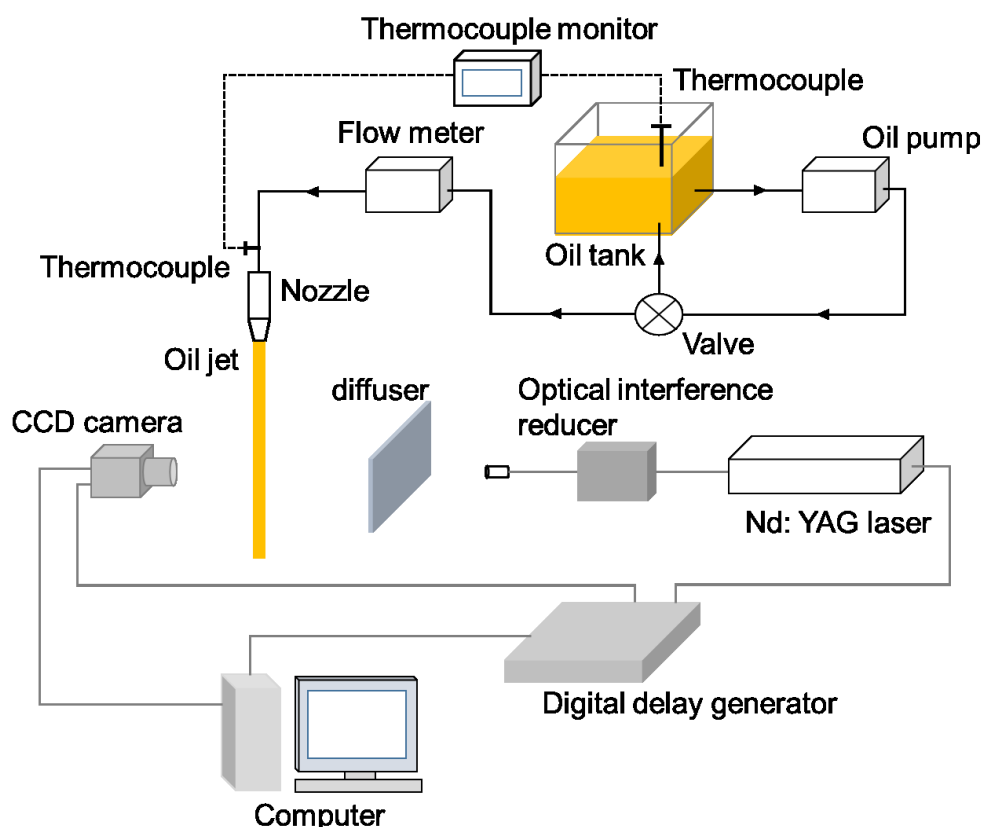 Thermocouple monitor
Thermocouple
Flow meter
Oil pump
Oil tank
Thermocouple
Nozzle
Valve
Oil jet
diffuser
Optical interference
reducer
CCD camera
Nd: YAG laser
Digital delay generator
Computer